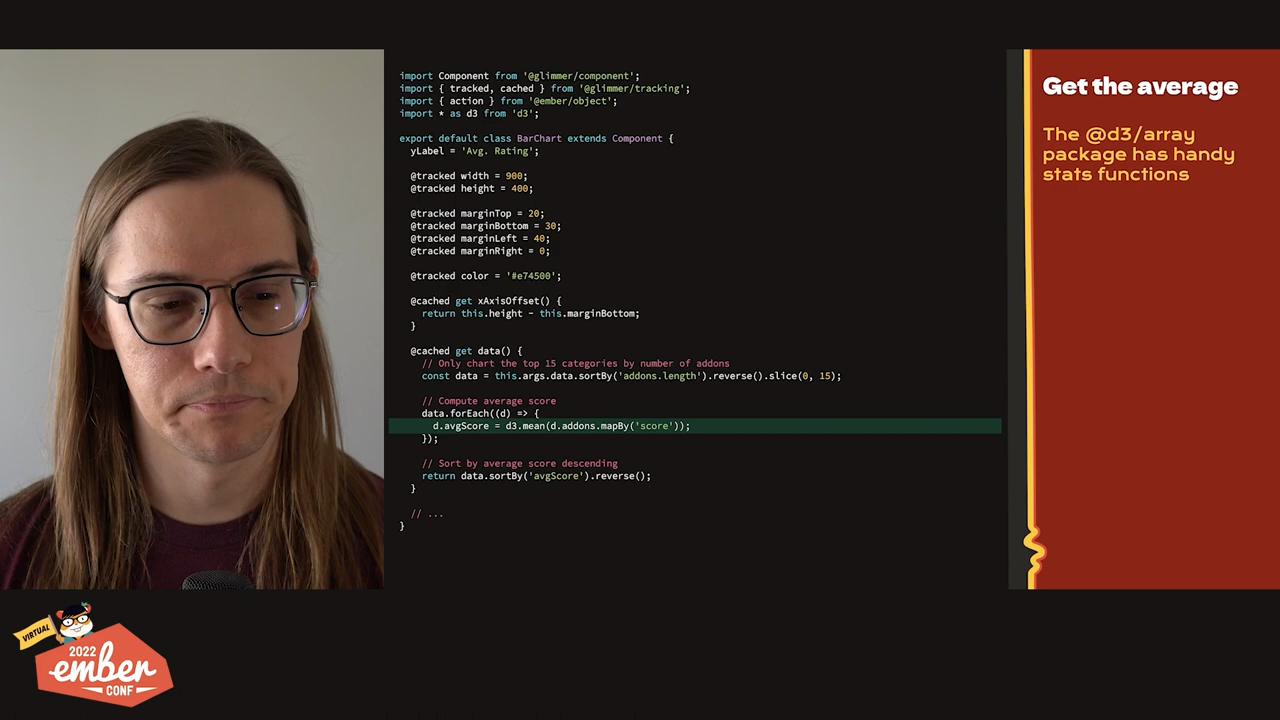 import Component from '@glimmer/component';
import { tracked, cached } from '@glimmer/tracking';
import { action } from '@ember/object';
import * as d3 from 'd3';
export default class BarChart extends Component {
yLabel = 'Avg. Rating';
@tracked width = 900;
@tracked height = 400;
@tracked marginTop = 20;
@tracked marginBottom = 30;
@tracked marginLeft = 40;
@tracked marginRight = 0;
@tracked color = '#e74500';
@cached get xAxisOffset() {
return this.height - this.marginBottom;
}
@cached get data() {
// Only chart the top 15 categories by number of addons
const data = this.args.data.sortBy('addons.length').reverse().slice(0, 15);
// Compute average score
data.forEach((d) => {
d.avgScore = d3.mean(d.addons.mapBy('score'));
});
// Sort by average score descending
return data.sortBy('avgScore').reverse();
}
// ...
}
Get the average
The @d3/array
package has handy
stats functions
VIRTUAL
2022
ember
CONF